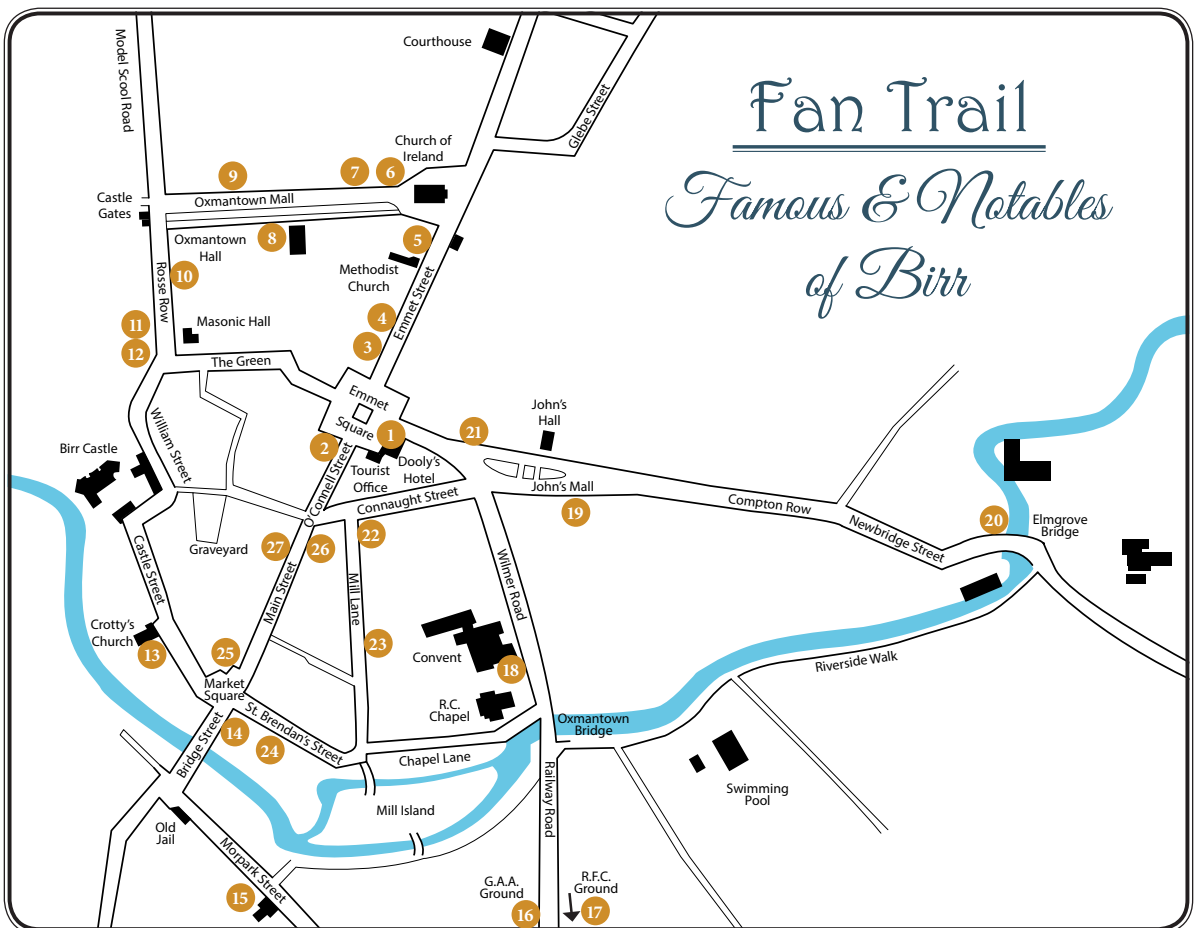 Fan Trail
Famous & Notables
of Birr
Courthouse
Model Scool Road
Glebe Street
Church of
Ireland
7
6
9
Castle
Gates
Oxmantown Mall
8
5
Oxmantown
Hall
Methodist
Church
Rosse Row
10
Emmet Street
4
3
11
12
Masonic Hall
The Green
Emmet
Square
1
2
21
John's
Hall
William Street
Birr Castle
O'Connell Street
Tourist
Office
Dooly's
Hotel
John's Mall
19
Connaught Street
Compton Row
Newbridge Street
20
Elmgrove
Bridge
Graveyard
27
26
22
Castle Street
Main Street
Mill Lane
Wilmer Road
Crotty's
Church
13
25
23
Convent
18
Riverside Walk
Market
Square
R.C.
Chapel
St. Brendan's Street
14
24
Bridge Street
Chapel Lane
Oxmantown
Bridge
Railway Road
Swimming
Pool
Mill Island
Old
Jail
Morpark Street
15
G.A.A.
Ground
16
R.F.C.
Ground
17